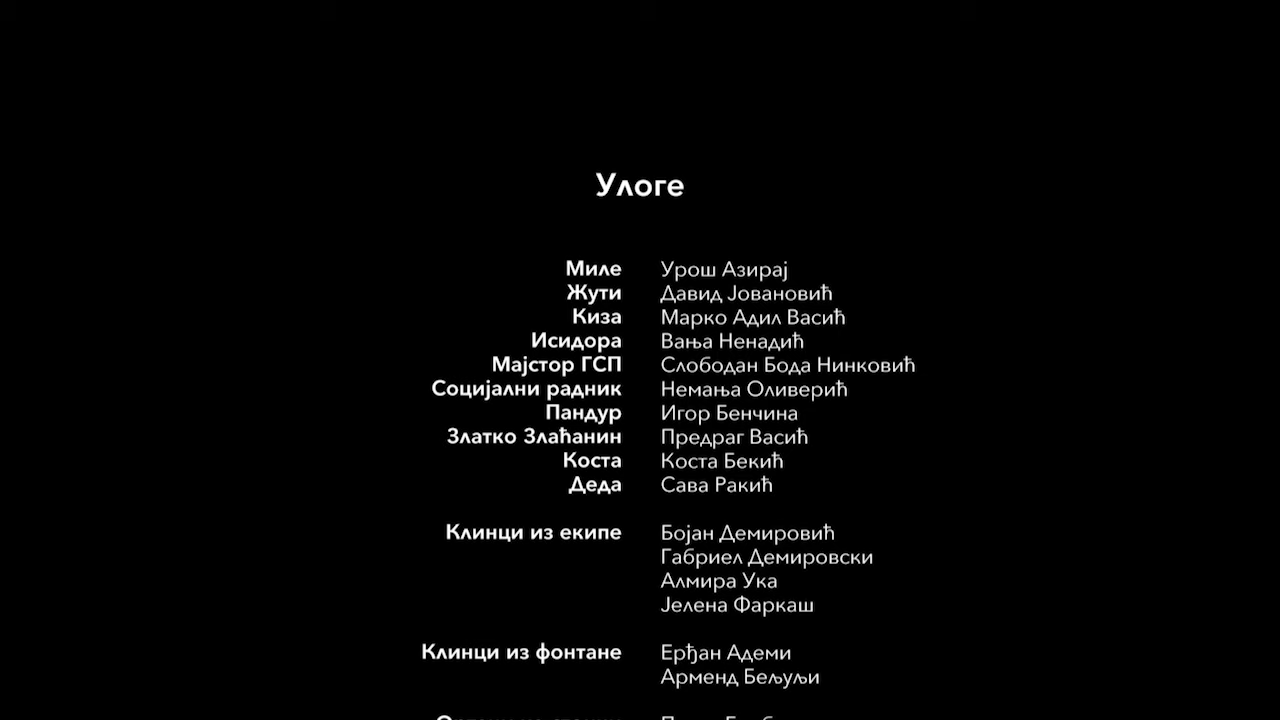 Улоге
Миле Урош Азирај
Жути Давид Јовановић
Киза Марко Адил Васић
Исидора Вања Ненадић
Мајстор ГСП Слободан Бода Нинковић
Социјални радник Немања Оливерић
Пандур Игор Бенчина
Златко Злаћанин Предраг Васић
Коста Коста Бекић
Деда Сава Ракић
Клинци из екипе Бојан Демировић
Габриел Демировски
Алмира Ука
Јелена Фаркаш
Клинци из фонтане Ерђан Адеми
Арменд Бељуљи